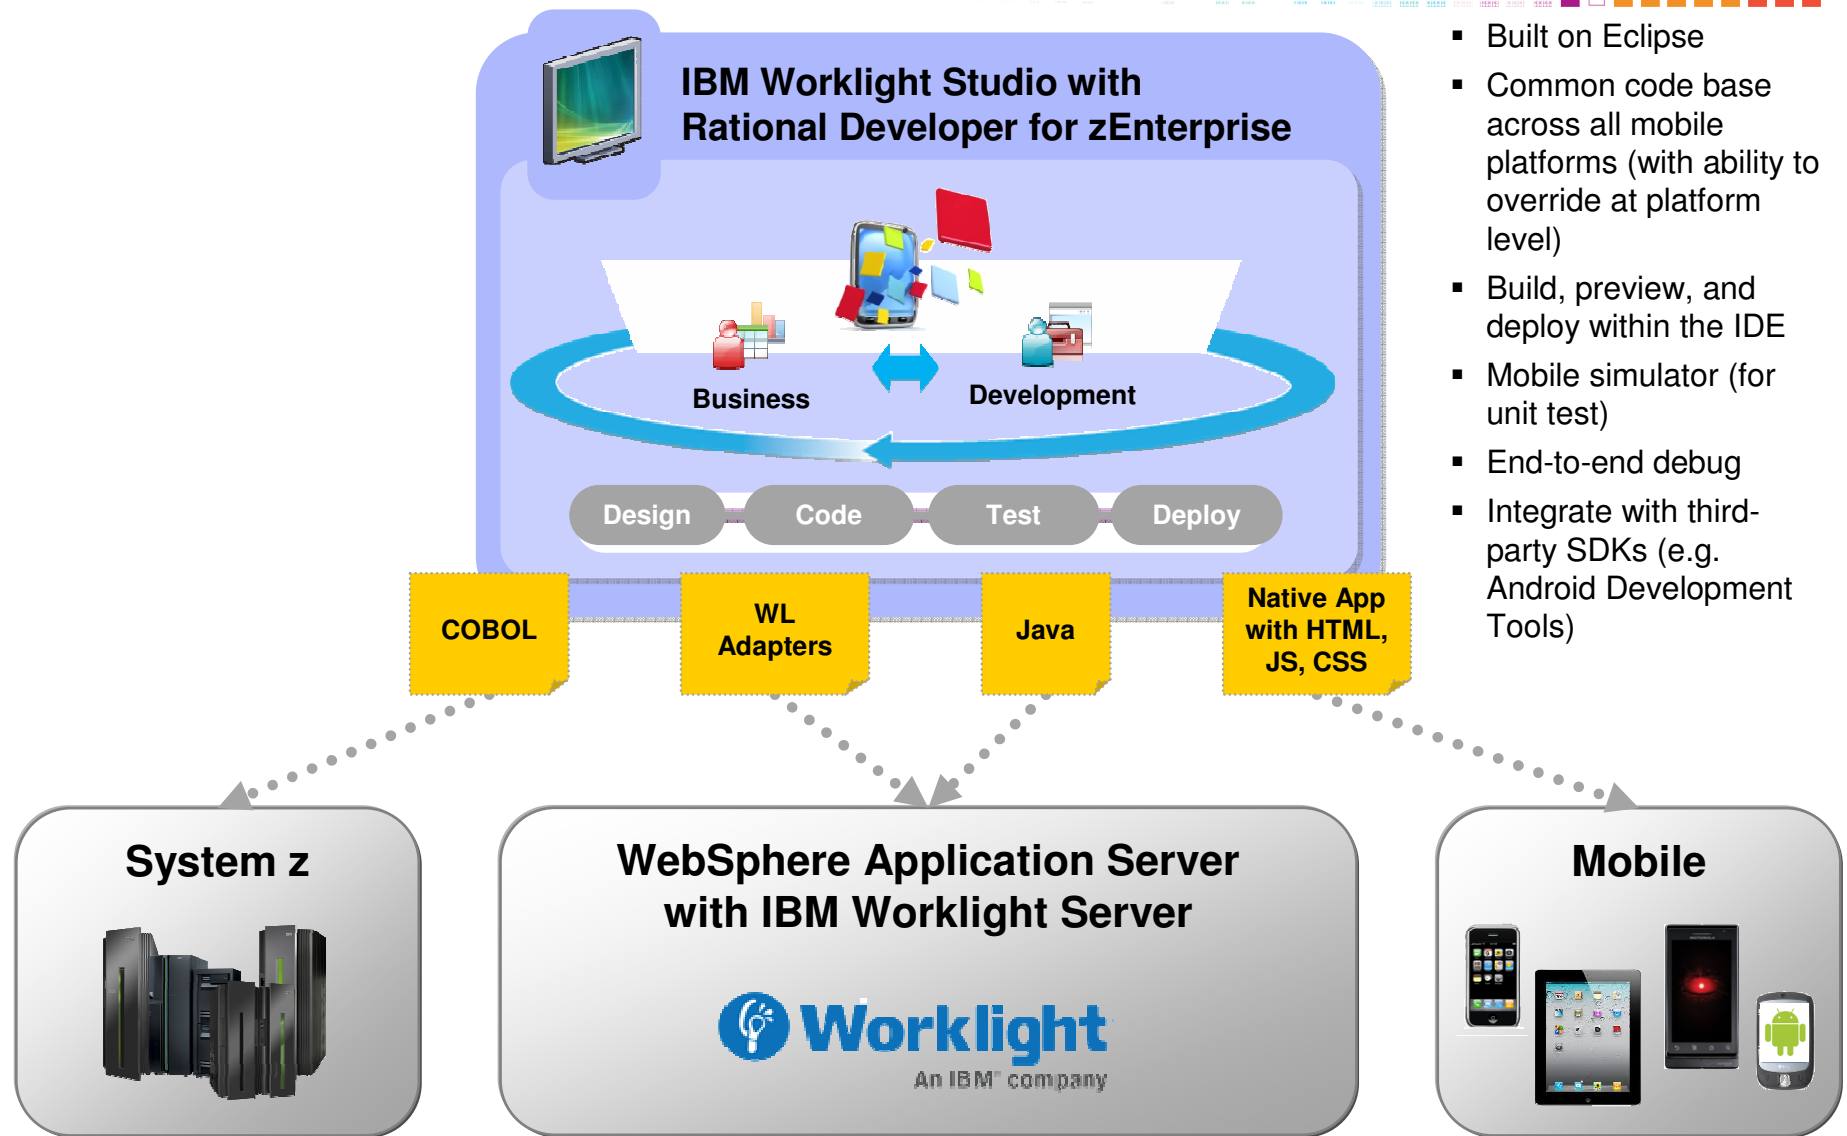 IBM Worklight Studio with
Rational Developer for zEnterprise
Business
Development
Design
Code
Test
Deploy
COBOL
WL
Adapters
Java
Native App
with HTML,
JS, CSS
▪ Built on Eclipse
▪ Common code base
across all mobile
platforms (with ability to
override at platform
level)
▪ Build, preview, and
deploy within the IDE
▪ Mobile simulator (for
unit test)
▪ End-to-end debug
▪ Integrate with third-
party SDKs (e.g.
Android Development
Tools)
System z
WebSphere Application Server
with IBM Worklight Server
Worklight
An IBM® company
Mobile
MOTOROLA